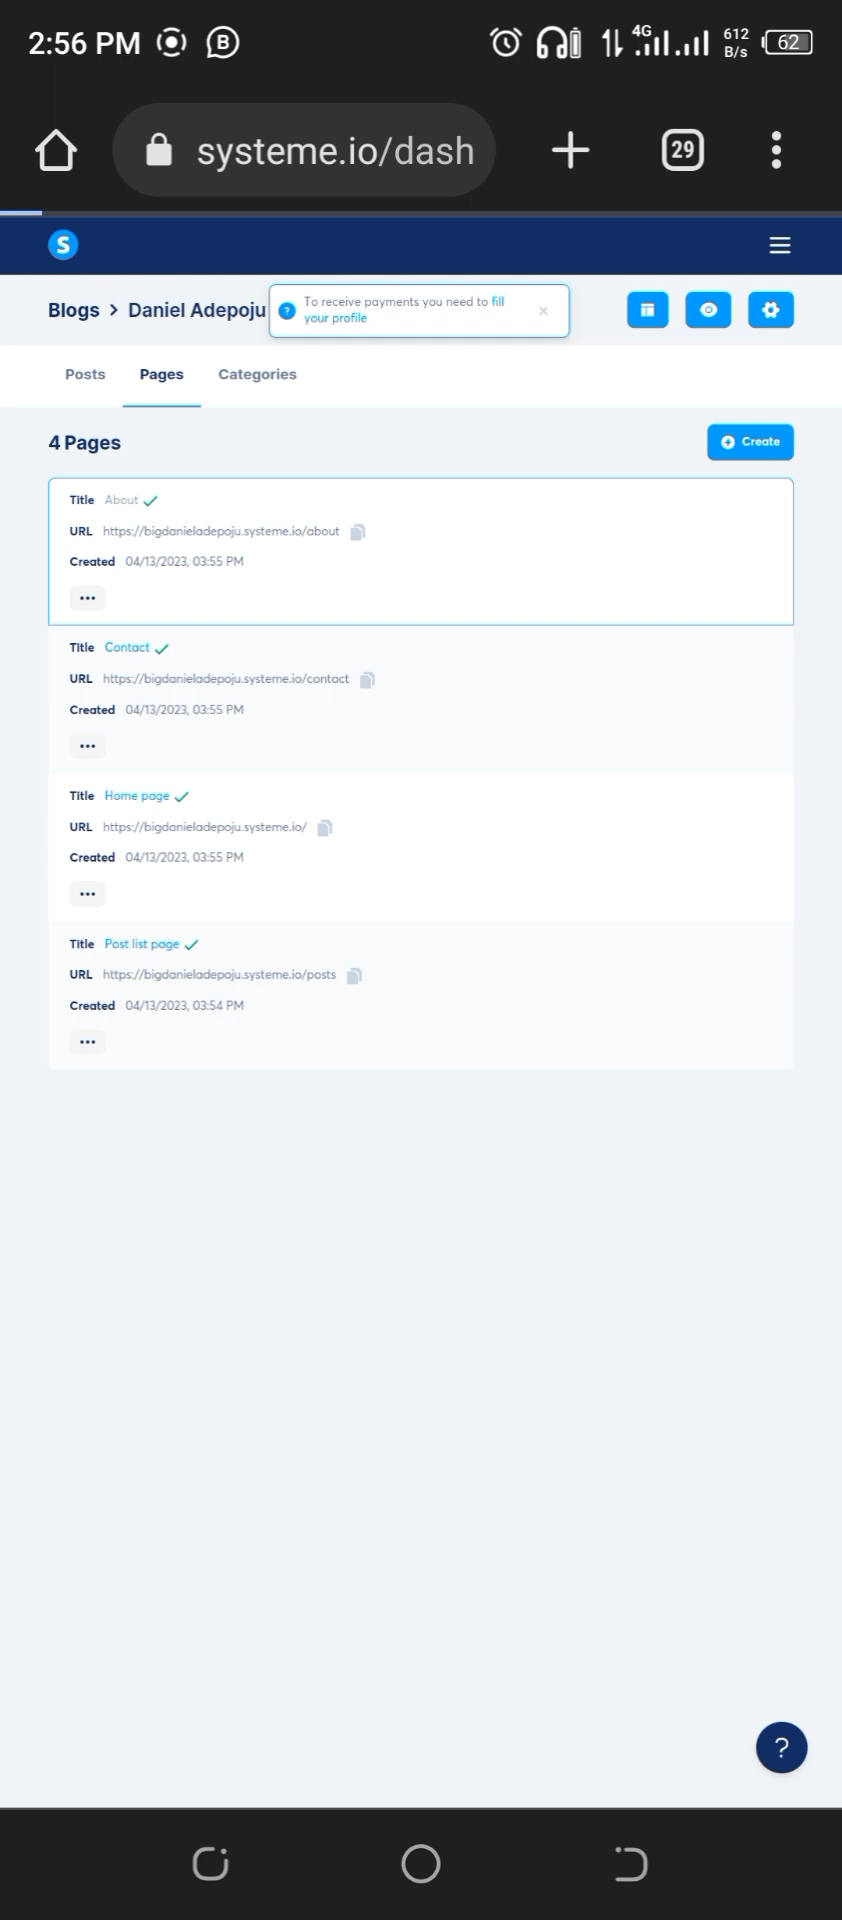 2:56 PM
B
4G
612
B/s
62
systeme.io/dash
29
S
Blogs > Daniel Adepoju
To receive payments you need to fill
your profile
Posts Pages Categories
4 Pages
Create
Title About
URL https://bigdanieladepoju.systeme.io/about
Created 04/13/2023, 03:55 PM
Title Contact
URL https://bigdanieladepoju.systeme.io/contact
Created 04/13/2023, 03:55 PM
Title Home page
URL https://bigdanieladepoju.systeme.io/
Created 04/13/2023, 03:55 PM
Title Post list page
URL https://bigdanieladepoju.systeme.io/posts
Created 04/13/2023, 03:54 PM
?